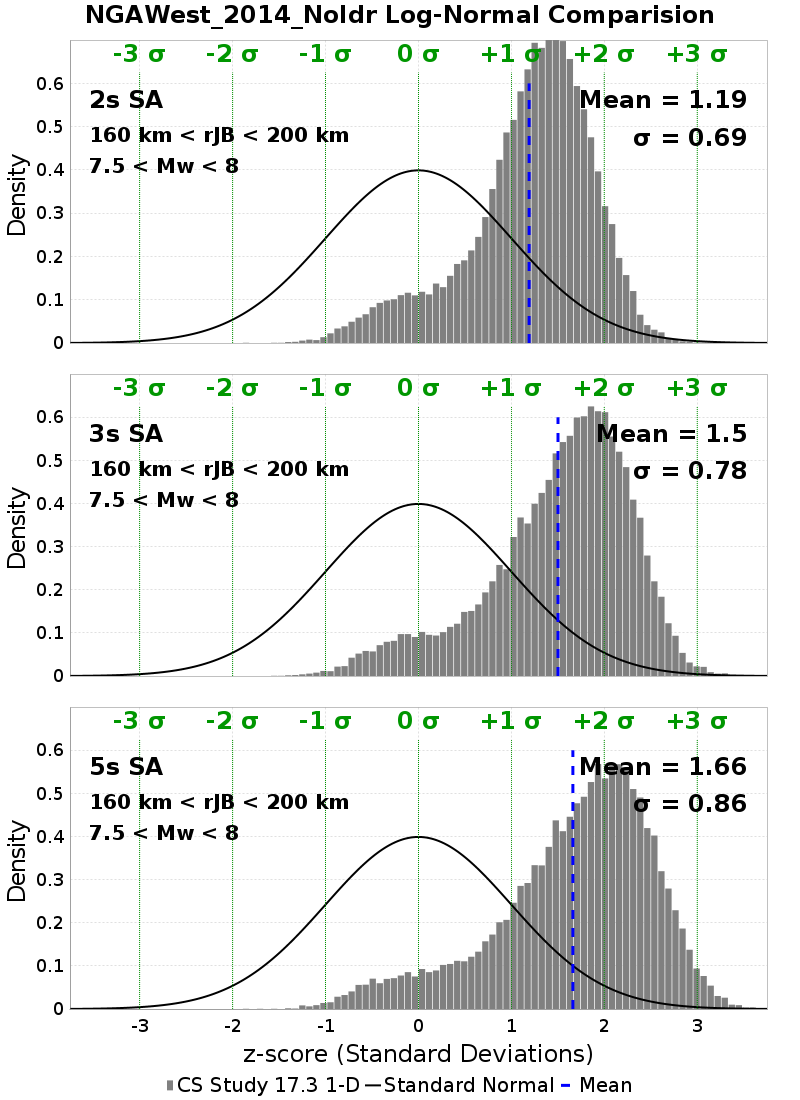 NGAWest_2014_NoIdr Log-Normal Comparision
-3 σ -2 σ -1 σ 0 σ +1 σ +2 σ +3 σ
2s SA
Mean = 1.19
160 km < rJB < 200 km
σ = 0.69
7.5 < Mw < 8
Density
0.6
0.5
0.4
0.3
0.2
0.1
0
-3 σ -2 σ -1 σ 0 σ +1 σ +2 σ +3 σ
3s SA
Mean = 1.5
160 km < rJB < 200 km
σ = 0.78
7.5 < Mw < 8
Density
0.6
0.5
0.4
0.3
0.2
0.1
0
-3 σ -2 σ -1 σ 0 σ +1 σ +2 σ +3 σ
5s SA
Mean = 1.66
160 km < rJB < 200 km
σ = 0.86
7.5 < Mw < 8
Density
0.6
0.5
0.4
0.3
0.2
0.1
0
-3 -2 -1 0 1 2 3
z-score (Standard Deviations)
CS Study 17.3 1-D Standard Normal Mean